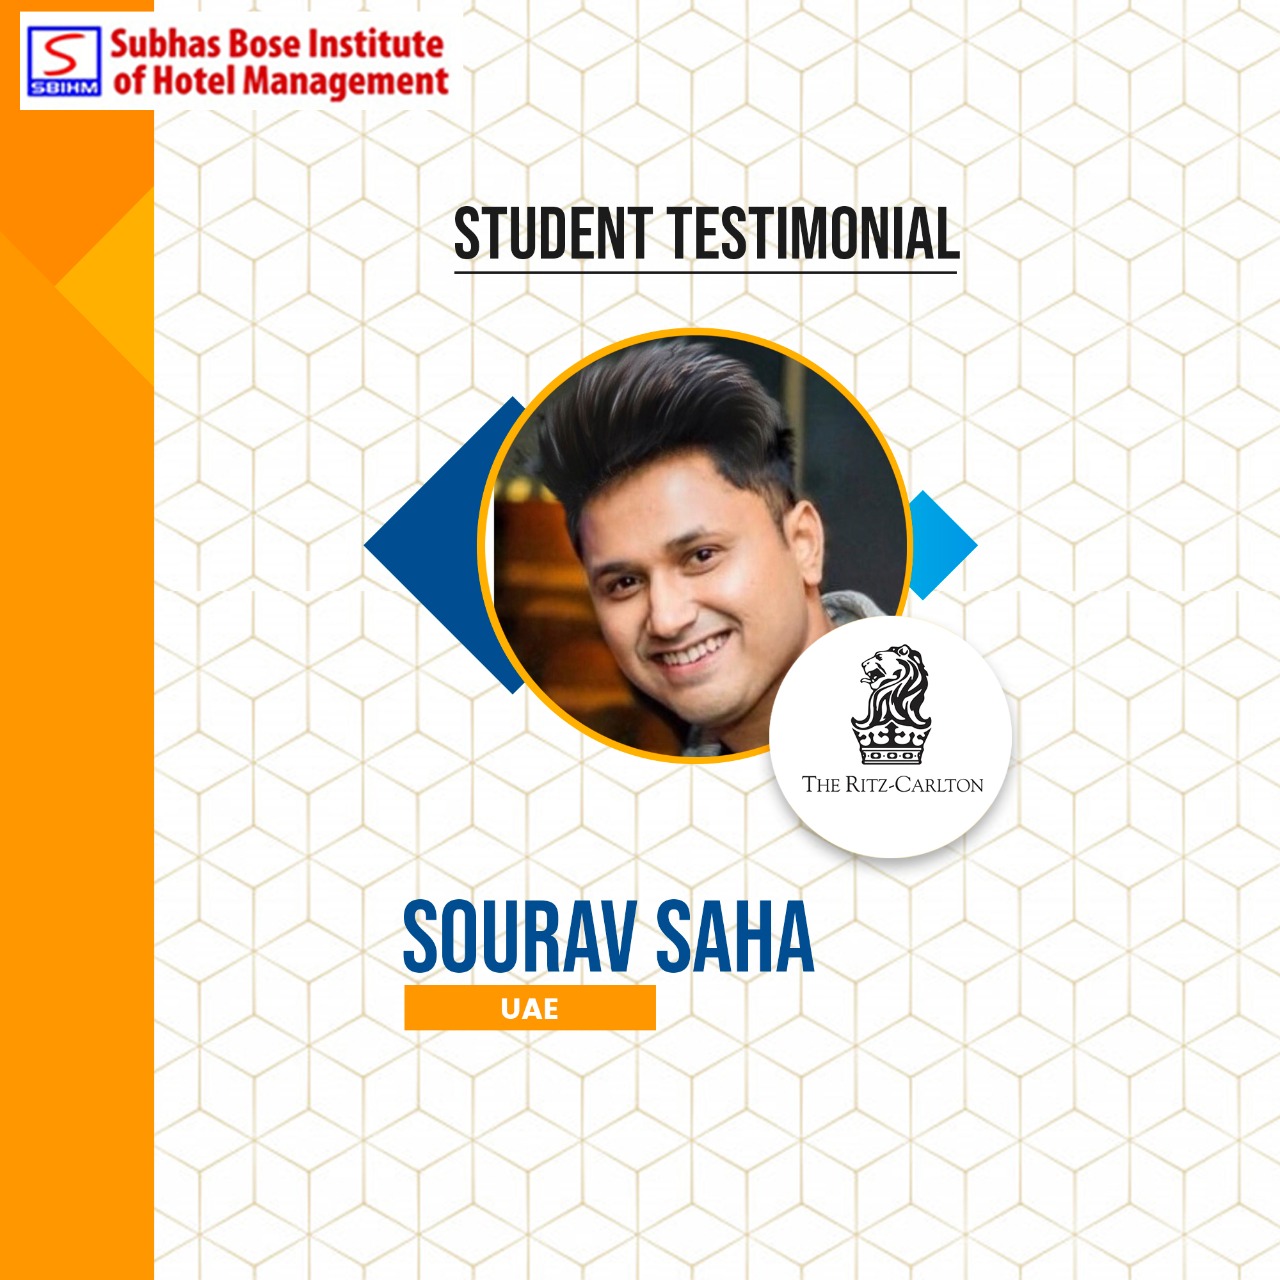 Subhas Bose Institute
of Hotel Management
SBIHM
STUDENT TESTIMONIAL
THE RITZ-CARLTON
SOURAV SAHA
UAE